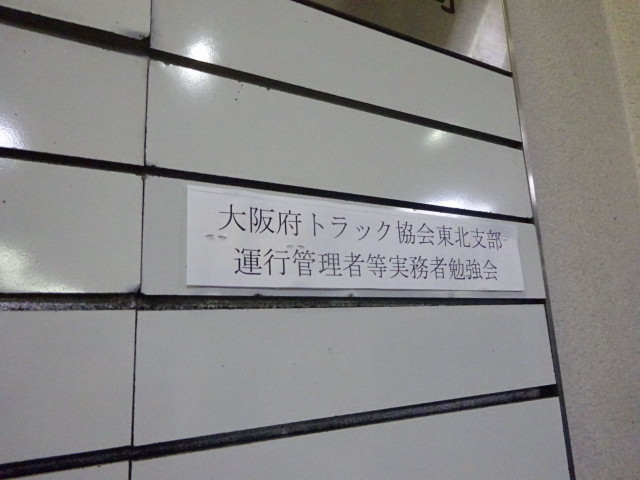 大阪府トラック協会東北支部
運行管理者等実務者勉強会